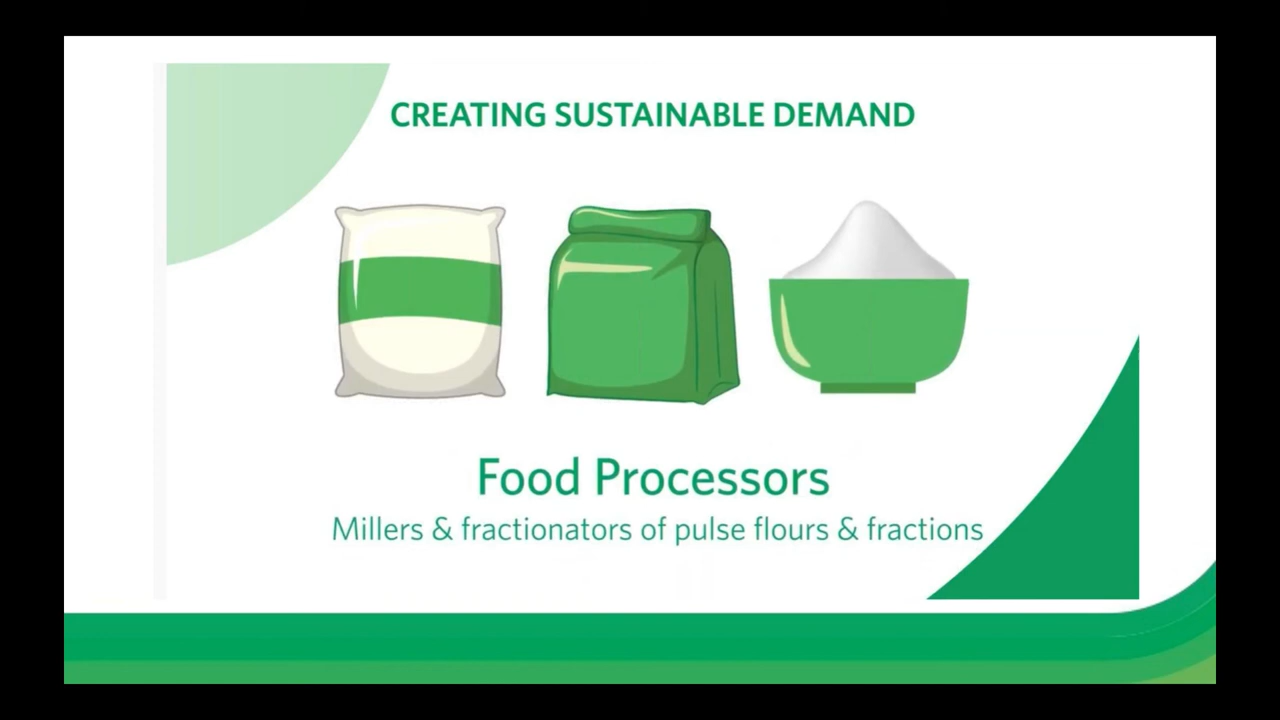 CREATING SUSTAINABLE DEMAND
Food Processors
Millers & fractionators of pulse flours & fractions